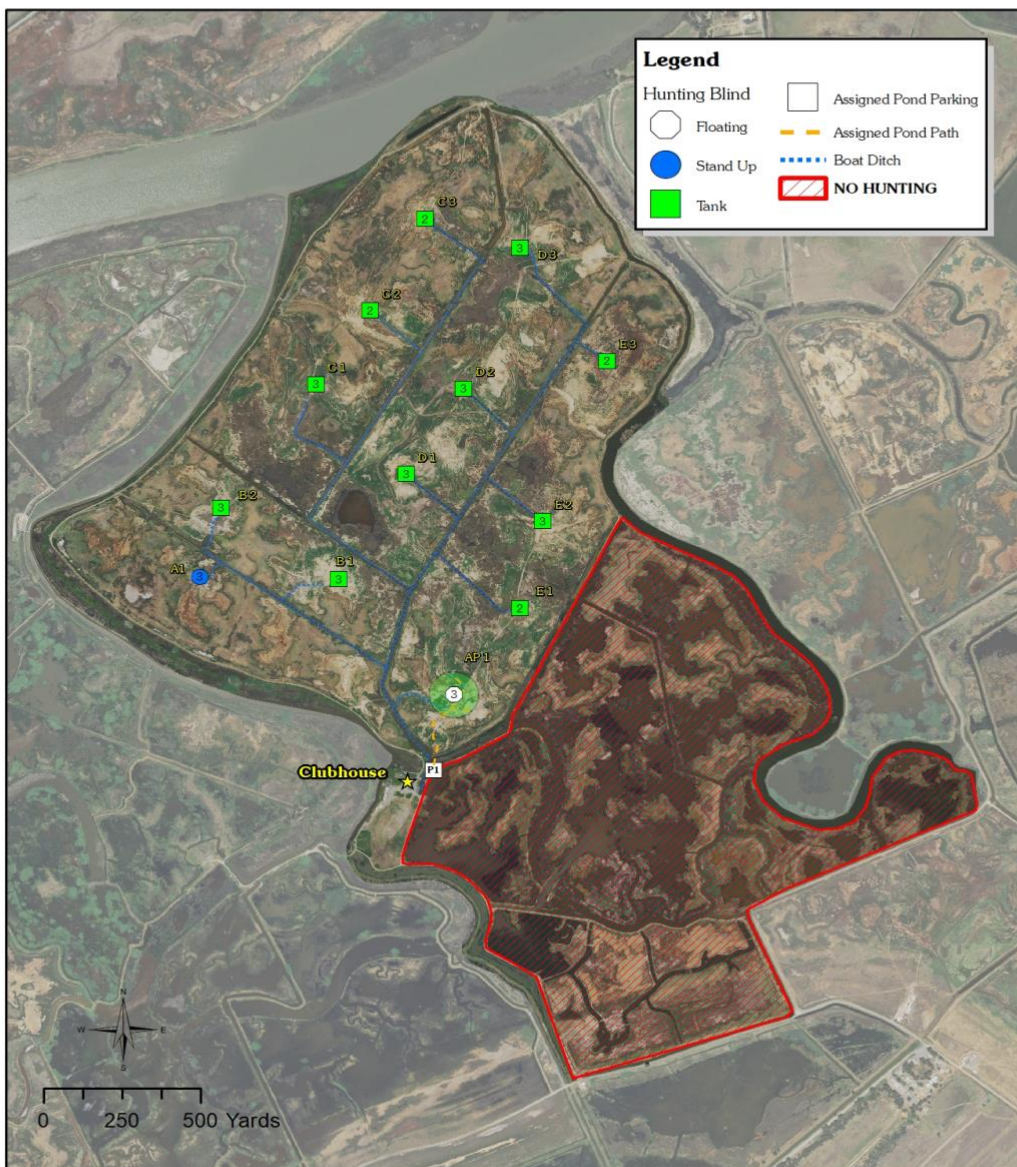 Legend
Hunting Blind
Floating
Stand Up
Tank
Assigned Pond Parking
Assigned Pond Path
Boat Ditch
NO HUNTING
C3
2
3
D3
C2
2
E3
2
C1
3
D2
3
D1
3
B2
3
E2
3
A1
3
B1
3
E1
2
AP1
3
P1
Clubhouse
N
W E
S
0 250 500 Yards